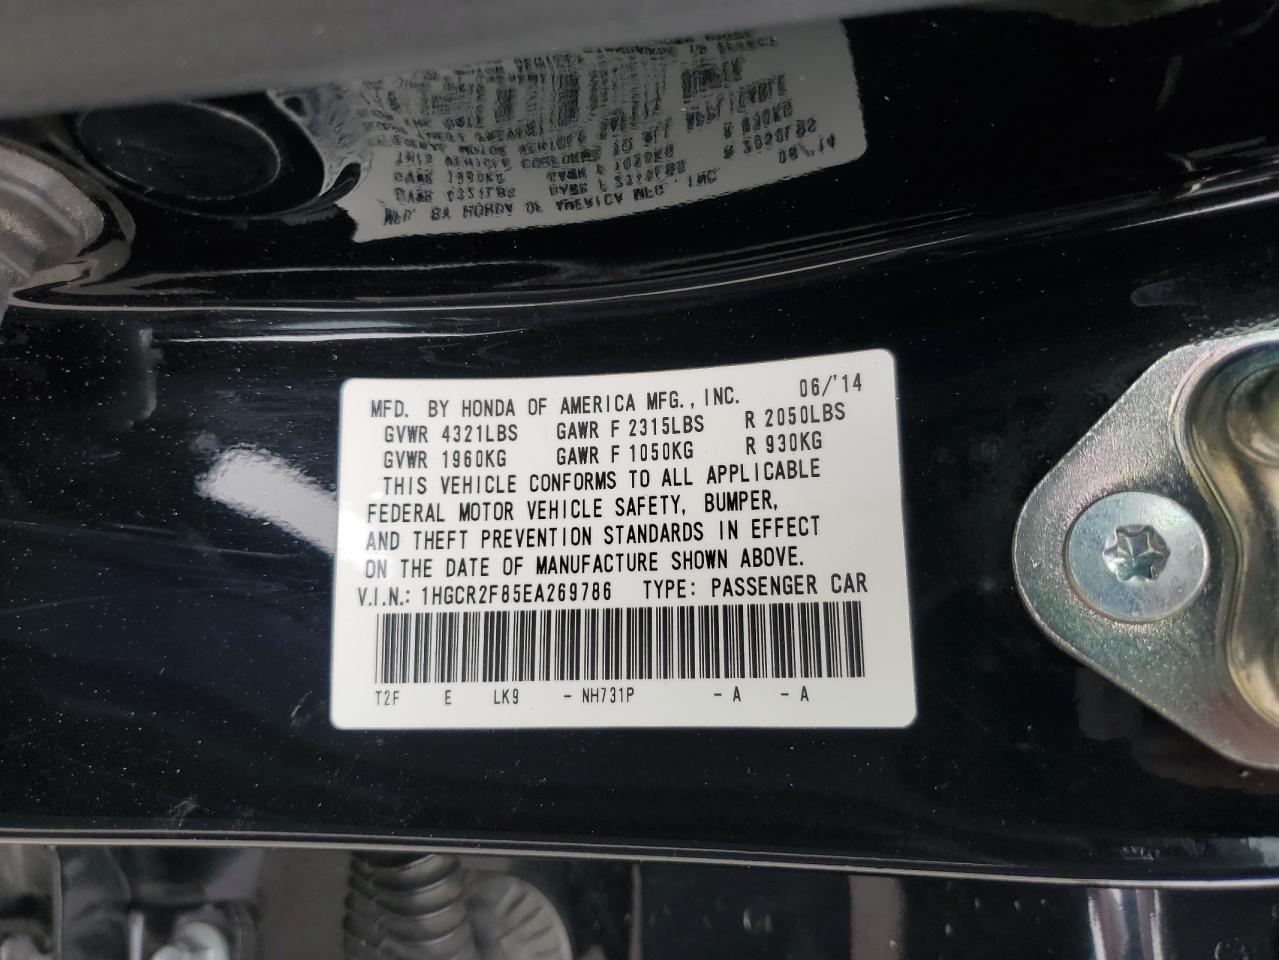 MFD. BY HONDA OF AMERICA MFG., INC. 06/'14
GVWR 4321LBS GAWR F 2315LBS R 2050LBS
GVWR 1960KG GAWR F 1050KG R 930KG
THIS VEHICLE CONFORMS TO ALL APPLICABLE
FEDERAL MOTOR VEHICLE SAFETY, BUMPER,
AND THEFT PREVENTION STANDARDS IN EFFECT
ON THE DATE OF MANUFACTURE SHOWN ABOVE.
V.I.N.: 1HGCR2F85EA269786 TYPE: PASSENGER CAR
T2F E LK9 - NH731P - A - A